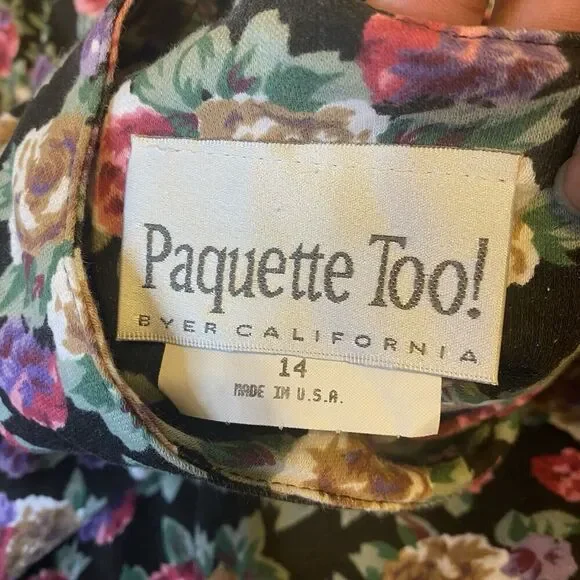 Paquette Too!
BYER CALIFORNIA
14
MADE IN U.S.A.